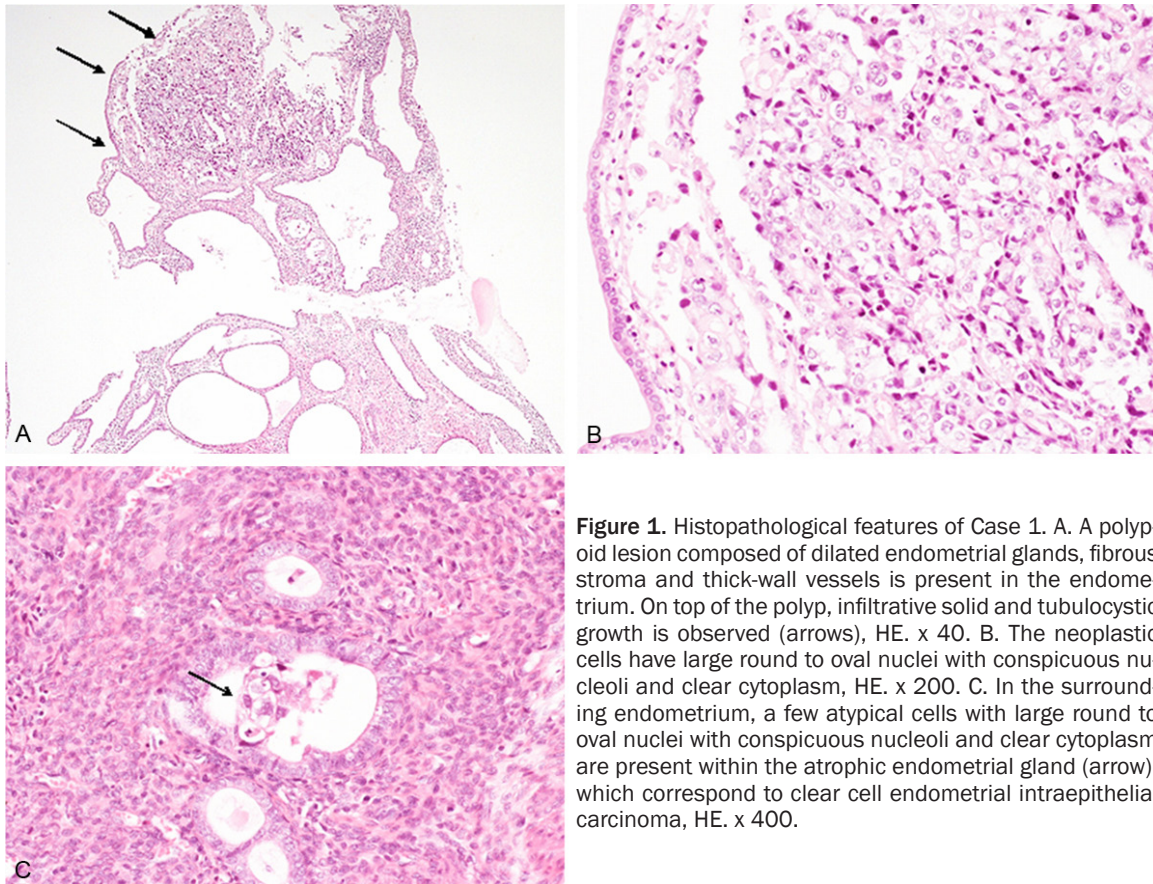 A
B
C
Figure 1. Histopathological features of Case 1. A. A polyp-
oid lesion composed of dilated endometrial glands, fibrous
stroma and thick-wall vessels is present in the endome-
trium. On top of the polyp, infiltrative solid and tubulocystic
growth is observed (arrows), HE. x 40. B. The neoplastic
cells have large round to oval nuclei with conspicuous nu-
cleoli and clear cytoplasm, HE. x 200. C. In the surround-
ing endometrium, a few atypical cells with large round to
oval nuclei with conspicuous nucleoli and clear cytoplasm
are present within the atrophic endometrial gland (arrow),
which correspond to clear cell endometrial intraepithelial
carcinoma, HE. x 400.